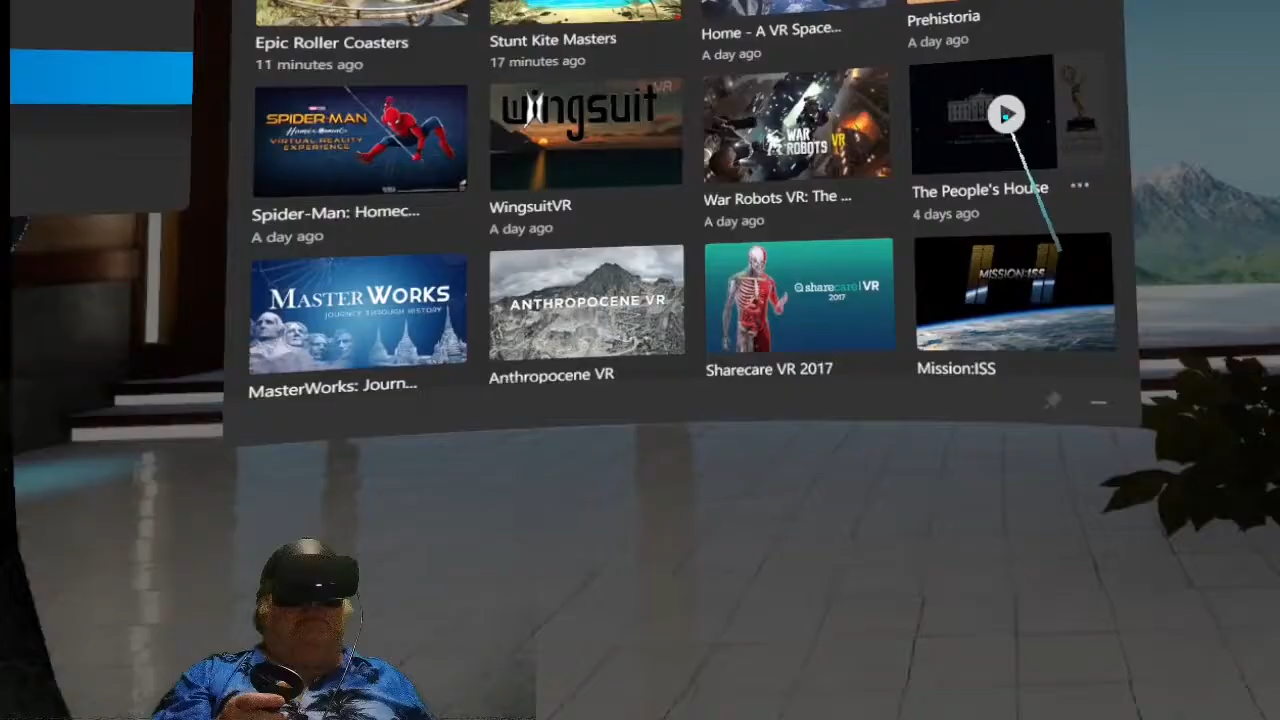 Epic Roller Coasters
11 minutes ago
Stunt Kite Masters
17 minutes ago
Home - A VR Space...
A day ago
Prehistoria
A day ago
SPIDER-MAN
Homecoming
VIRTUAL REALITY
EXPERIENCE
Spider-Man: Homec...
A day ago
VR
wingsuit
WingsuitVR
A day ago
WAR
ROBOTS VR
War Robots VR: The ...
A day ago
The People's House
4 days ago
MASTERWORKS
JOURNEY THROUGH HISTORY
MasterWorks: Journ...
ANTHROPOCENE VR
Anthropocene VR
sharecare|VR
2017
Sharecare VR 2017
MISSION:ISS
Mission:ISS